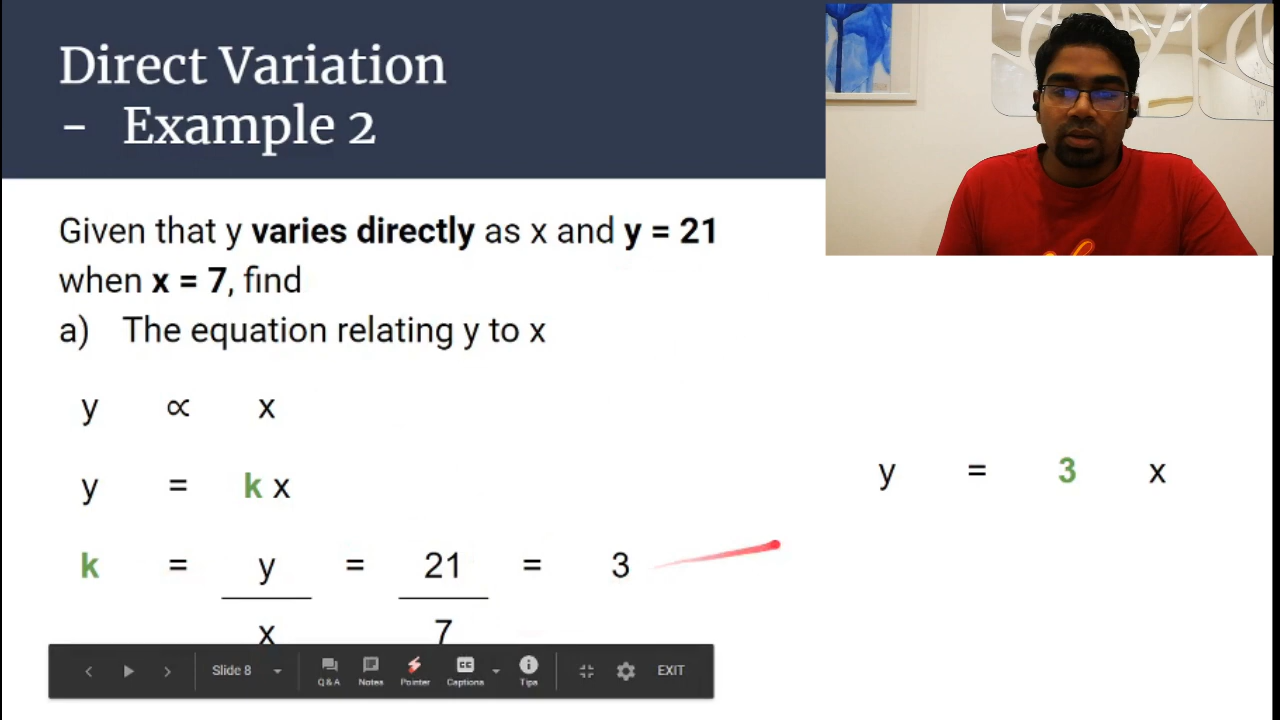 Direct Variation
- Example 2
Given that y varies directly as x and y = 21
when x = 7, find
a) The equation relating y to x
y ∝ x
y = k x
y = 3 x
k = y = 21 = 3
x 7
Slide 8
Q&A Notes Pointer CC Captions Tips EXIT